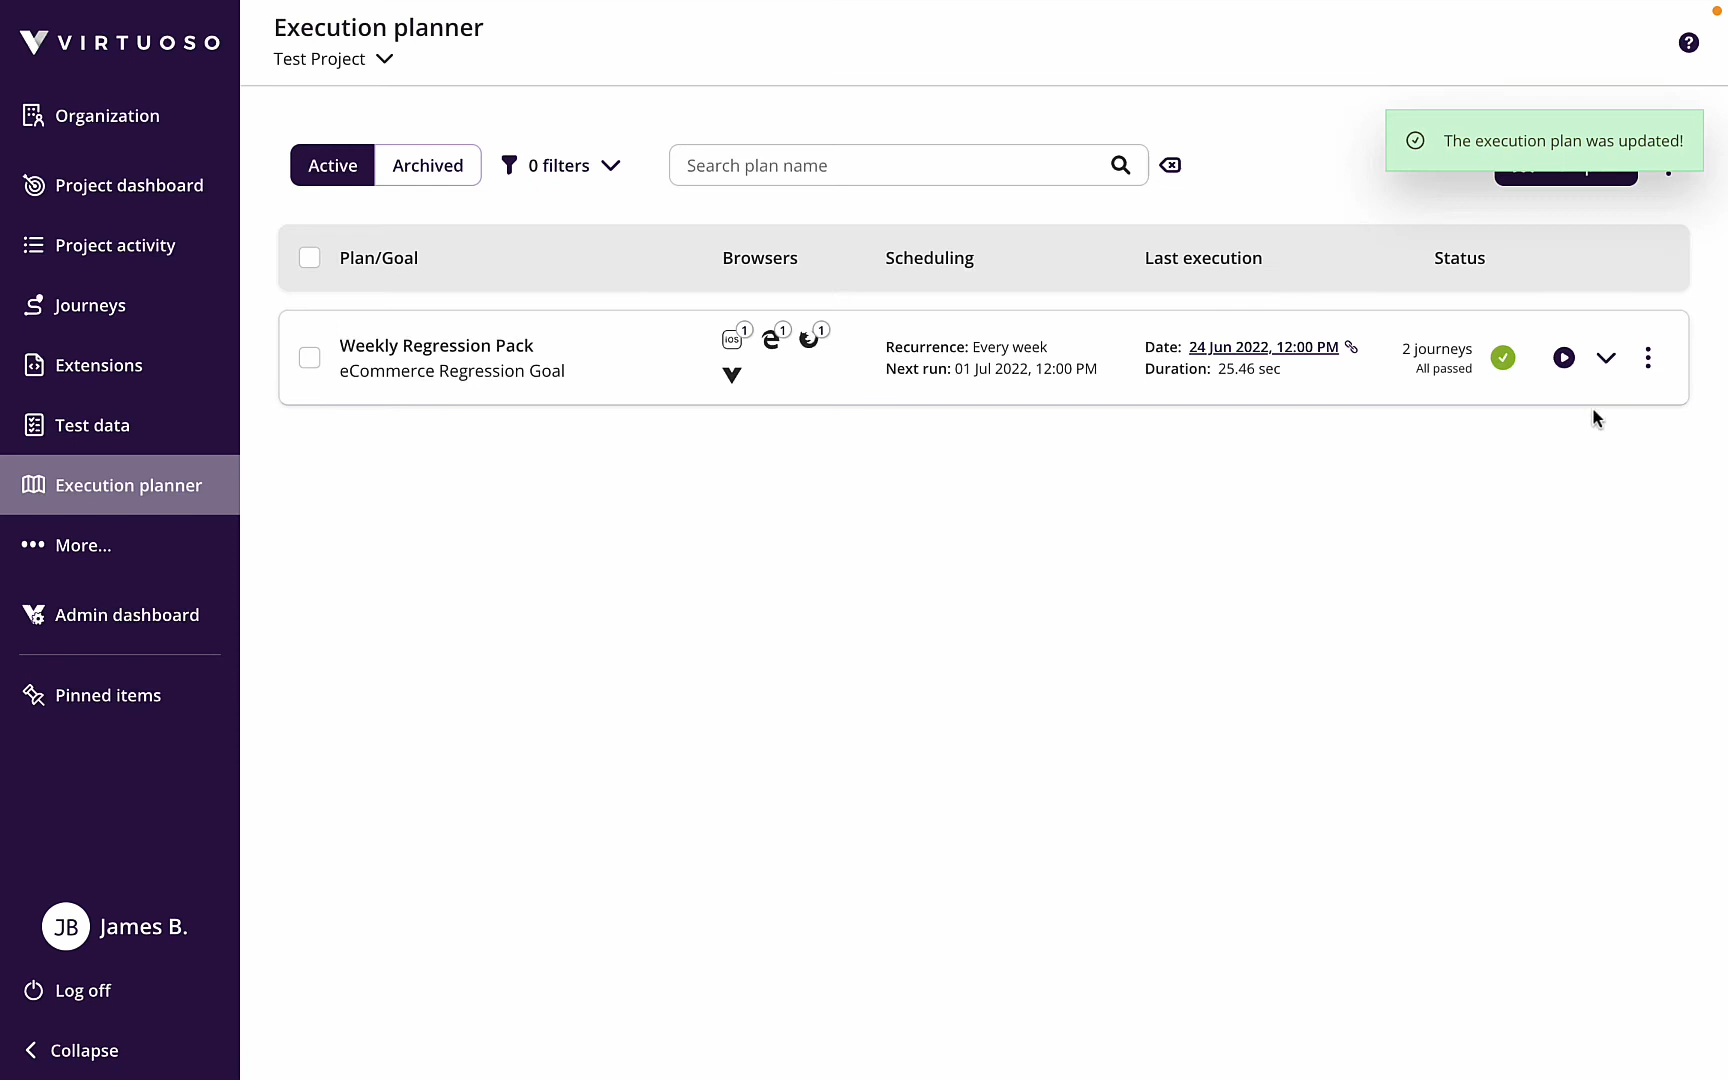 VIRTUOSO
Organization
Project dashboard
Project activity
Journeys
Extensions
Test data
Execution planner
More...
Admin dashboard
Pinned items
JB James B.
Log off
Collapse
Execution planner
Test Project
?
The execution plan was updated!
Active Archived 0 filters Search plan name
Plan/Goal Browsers Scheduling Last execution Status
Weekly Regression Pack
eCommerce Regression Goal
iOS 1 1 1
Recurrence: Every week
Next run: 01 Jul 2022, 12:00 PM
Date: 24 Jun 2022, 12:00 PM
Duration: 25.46 sec
2 journeys
All passed